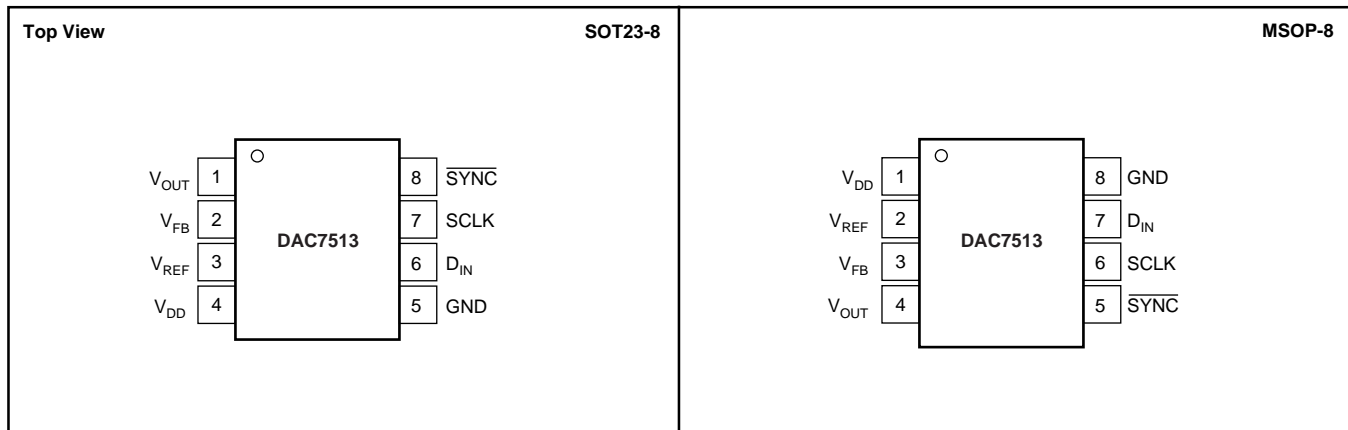 Top View SOT23-8
V_OUT 1 8 S̅Y̅N̅C̅
V_FB 2 7 SCLK
DAC7513
V_REF 3 6 D_IN
V_DD 4 5 GND
MSOP-8
V_DD 1 8 GND
V_REF 2 7 D_IN
DAC7513
V_FB 3 6 SCLK
V_OUT 4 5 S̅Y̅N̅C̅